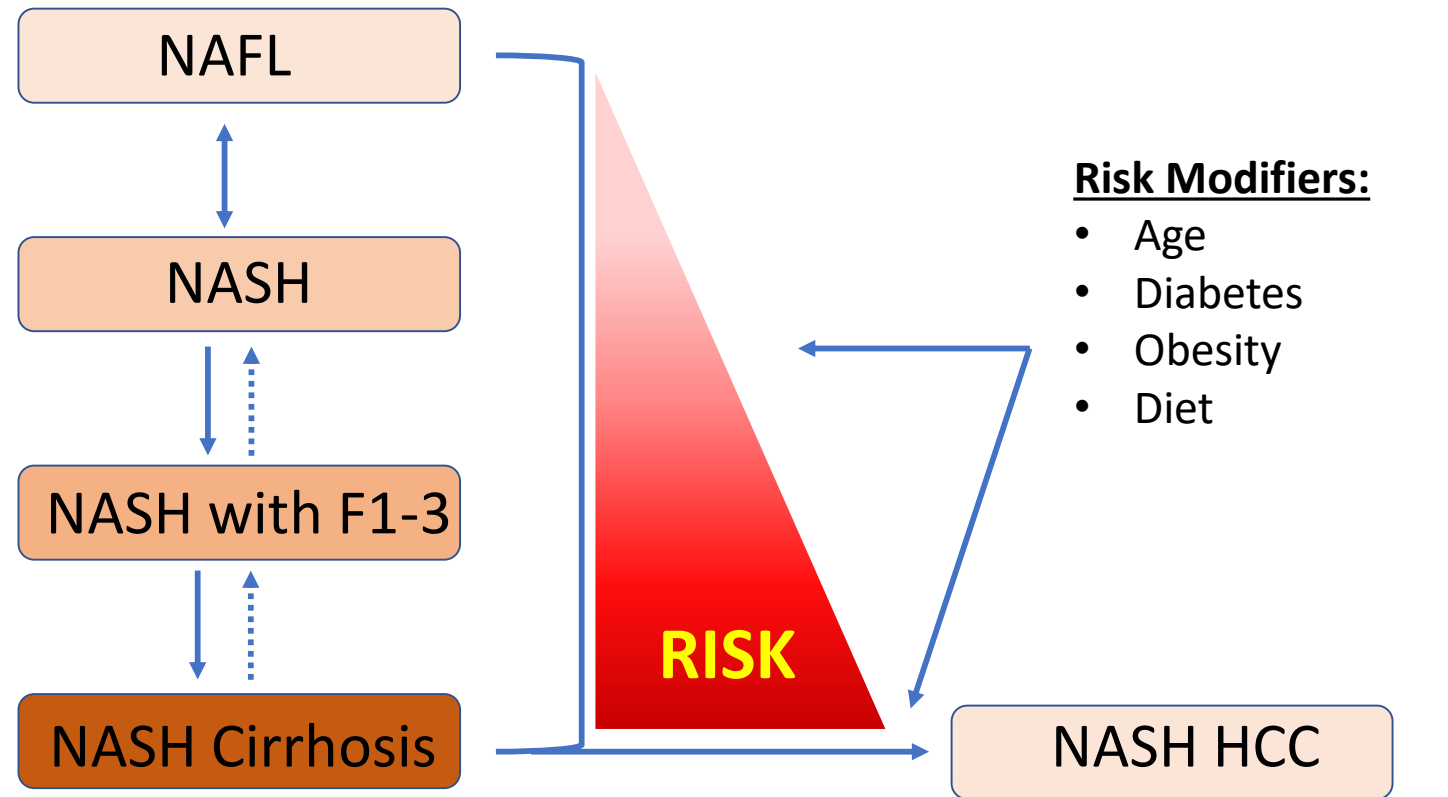 NAFL
NASH
NASH with F1-3
NASH Cirrhosis
RISK
Risk Modifiers:
• Age
• Diabetes
• Obesity
• Diet
NASH HCC